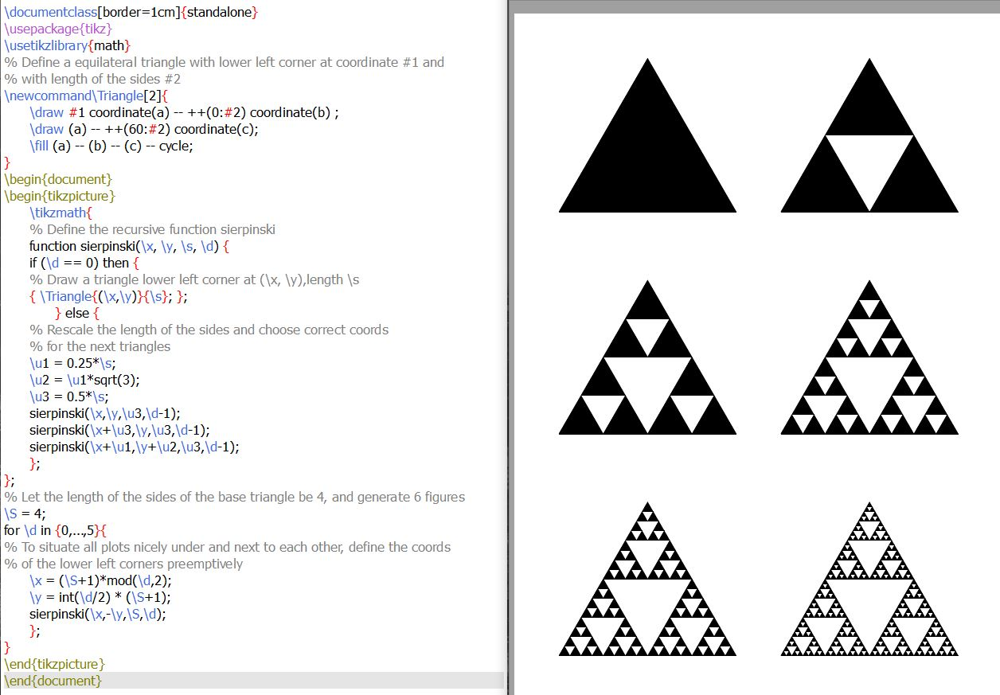 \documentclass[border=1cm]{standalone}
\usepackage{tikz}
\usetikzlibrary{math}
% Define a equilateral triangle with lower left corner at coordinate #1 and
% with length of the sides #2
\newcommand\Triangle[2]{
\draw #1 coordinate(a) -- ++(0:#2) coordinate(b) ;
\draw (a) -- ++(60:#2) coordinate(c);
\fill (a) -- (b) -- (c) -- cycle;
}
\begin{document}
\begin{tikzpicture}
\tikzmath{
% Define the recursive function sierpinski
function sierpinski(\x, \y, \s, \d) {
if (\d == 0) then {
% Draw a triangle lower left corner at (\x, \y),length \s
{ \Triangle{(\x,\y)}{\s}; };
} else {
% Rescale the length of the sides and choose correct coords
% for the next triangles
\u1 = 0.25*\s;
\u2 = \u1*sqrt(3);
\u3 = 0.5*\s;
sierpinski(\x,\y,\u3,\d-1);
sierpinski(\x+\u3,\y,\u3,\d-1);
sierpinski(\x+\u1,\y+\u2,\u3,\d-1);
};
};
% Let the length of the sides of the base triangle be 4, and generate 6 figures
\S = 4;
for \d in {0,...,5}{
% To situate all plots nicely under and next to each other, define the coords
% of the lower left corners preemptively
\x = (\S+1)*mod(\d,2);
\y = int(\d/2) * (\S+1);
sierpinski(\x,-\y,\S,\d);
};
}
\end{tikzpicture}
\end{document}